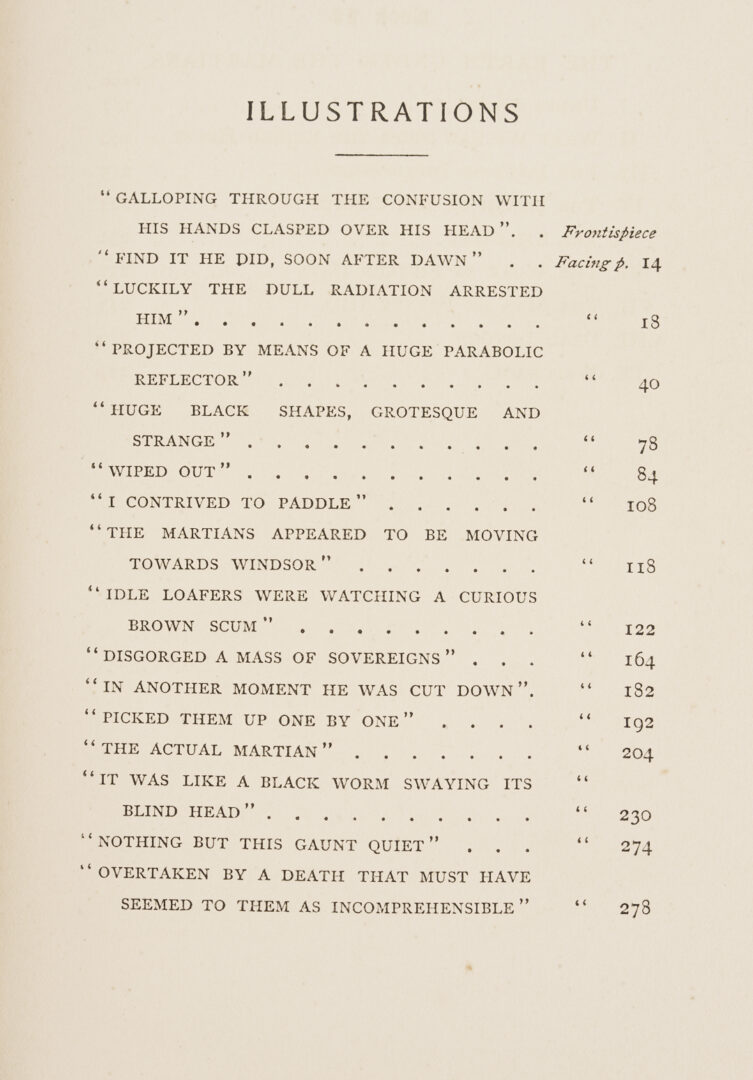 ILLUSTRATIONS
“GALLOPING THROUGH THE CONFUSION WITH
HIS HANDS CLASPED OVER HIS HEAD”. . Frontispiece
“FIND IT HE DID, SOON AFTER DAWN” . . Facing p. 14
“LUCKILY THE DULL RADIATION ARRESTED
HIM”. . . . . . . . . . . . . “ 18
“PROJECTED BY MEANS OF A HUGE PARABOLIC
REFLECTOR” . . . . . . . . . . “ 40
“HUGE BLACK SHAPES, GROTESQUE AND
STRANGE” . . . . . . . . . . . “ 78
“WIPED OUT” . . . . . . . . . . . “ 84
“I CONTRIVED TO PADDLE” . . . . . . “ 108
“THE MARTIANS APPEARED TO BE MOVING
TOWARDS WINDSOR” . . . . . . . “ 118
“IDLE LOAFERS WERE WATCHING A CURIOUS
BROWN SCUM” . . . . . . . . . “ 122
“DISGORGED A MASS OF SOVEREIGNS” . . . “ 164
“IN ANOTHER MOMENT HE WAS CUT DOWN”. “ 182
“PICKED THEM UP ONE BY ONE” . . . . “ 192
“THE ACTUAL MARTIAN” . . . . . . . “ 204
“IT WAS LIKE A BLACK WORM SWAYING ITS “
BLIND HEAD” . . . . . . . . . . “ 230
“NOTHING BUT THIS GAUNT QUIET” . . . “ 274
“OVERTAKEN BY A DEATH THAT MUST HAVE
SEEMED TO THEM AS INCOMPREHENSIBLE” “ 278